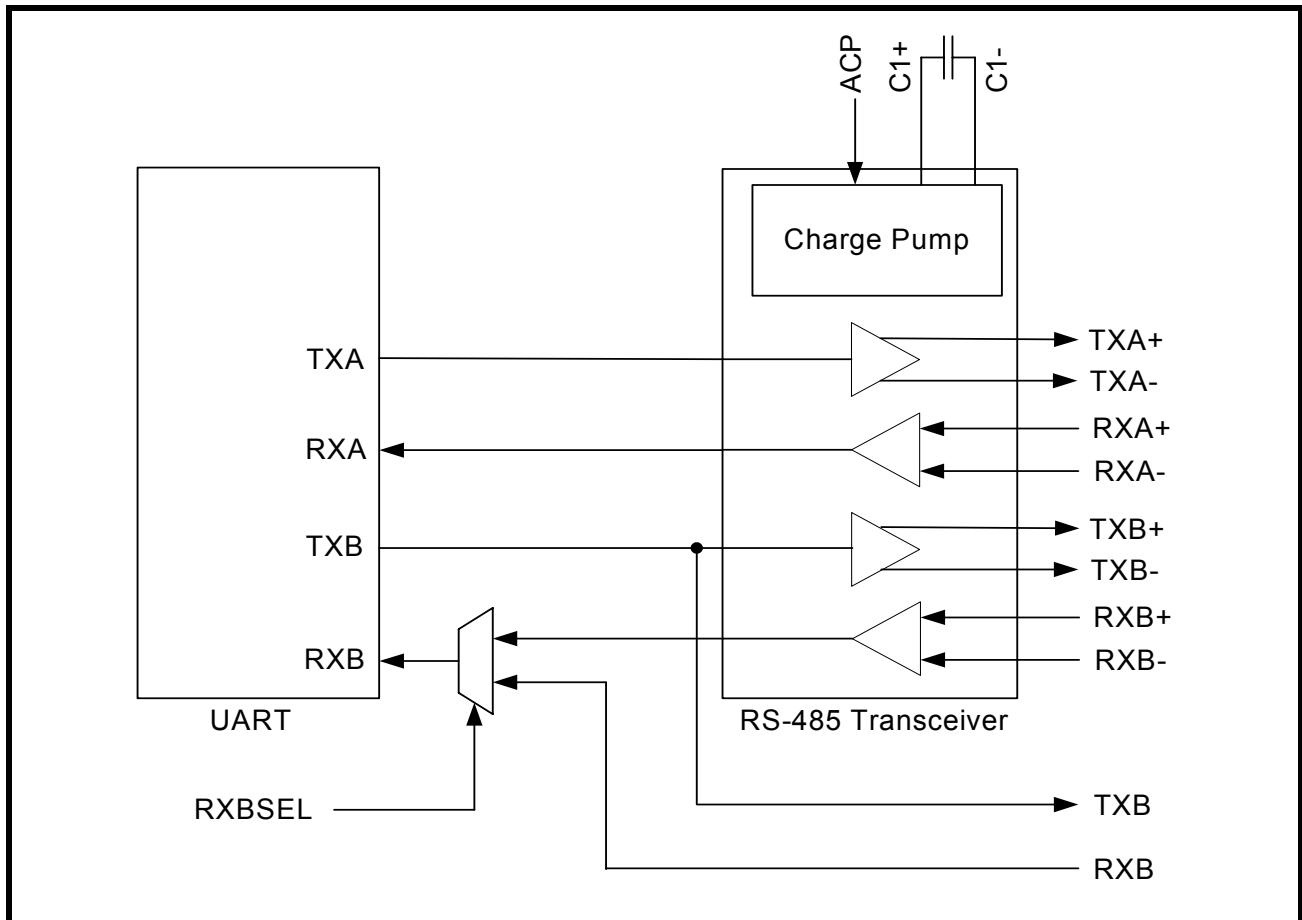 ACP
C1+
C1-
Charge Pump
TXA
TXA+
TXA-
RXA
RXA+
RXA-
TXB
TXB+
TXB-
RXB
RXB+
RXB-
UART
RS-485 Transceiver
RXBSEL
TXB
RXB